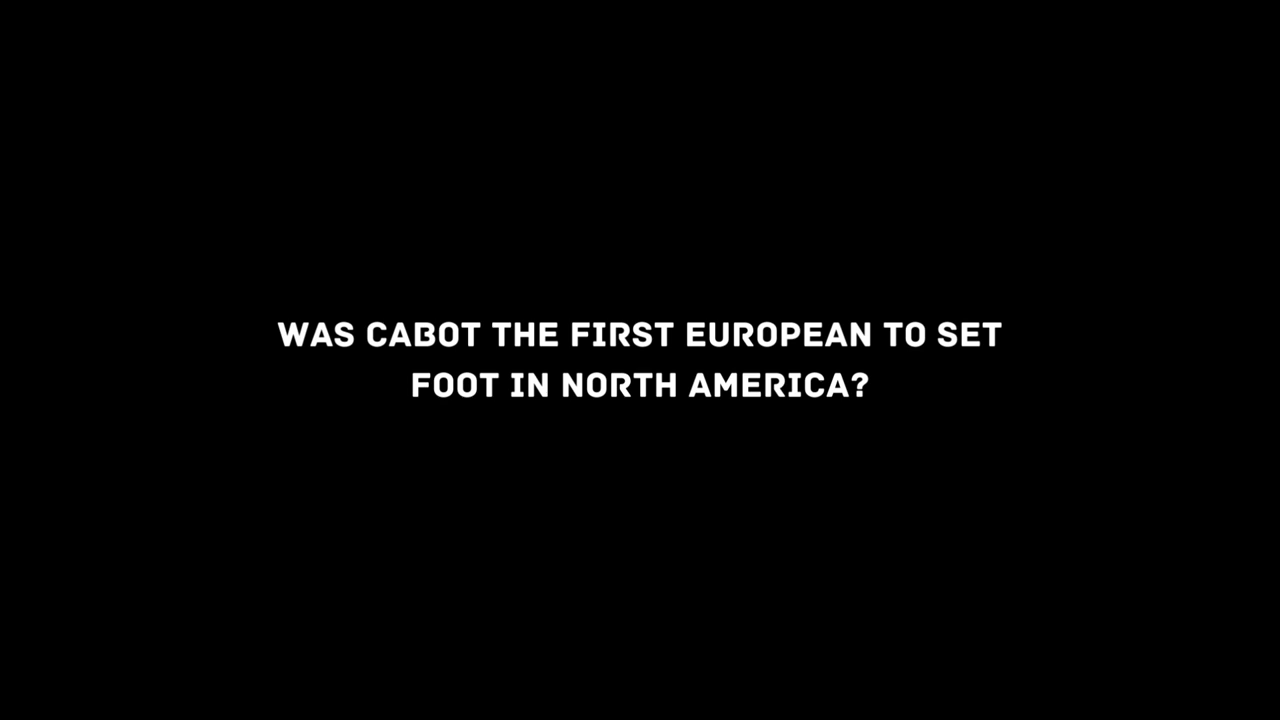 WAS CABOT THE FIRST EUROPEAN TO SET
FOOT IN NORTH AMERICA?